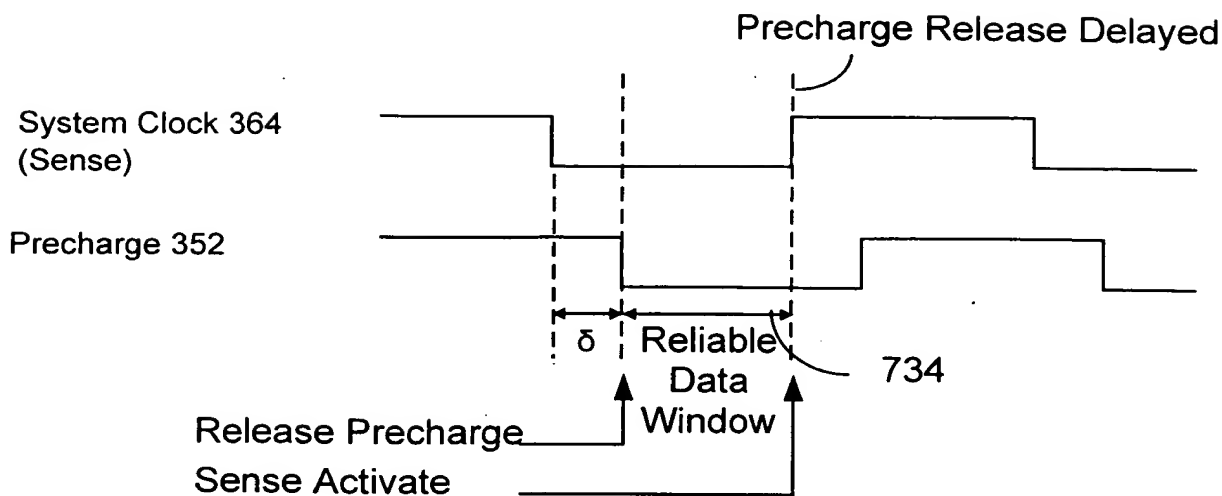 Precharge Release Delayed
System Clock 364
(Sense)
Precharge 352
δ
Reliable
Data
Window
734
Release Precharge
Sense Activate